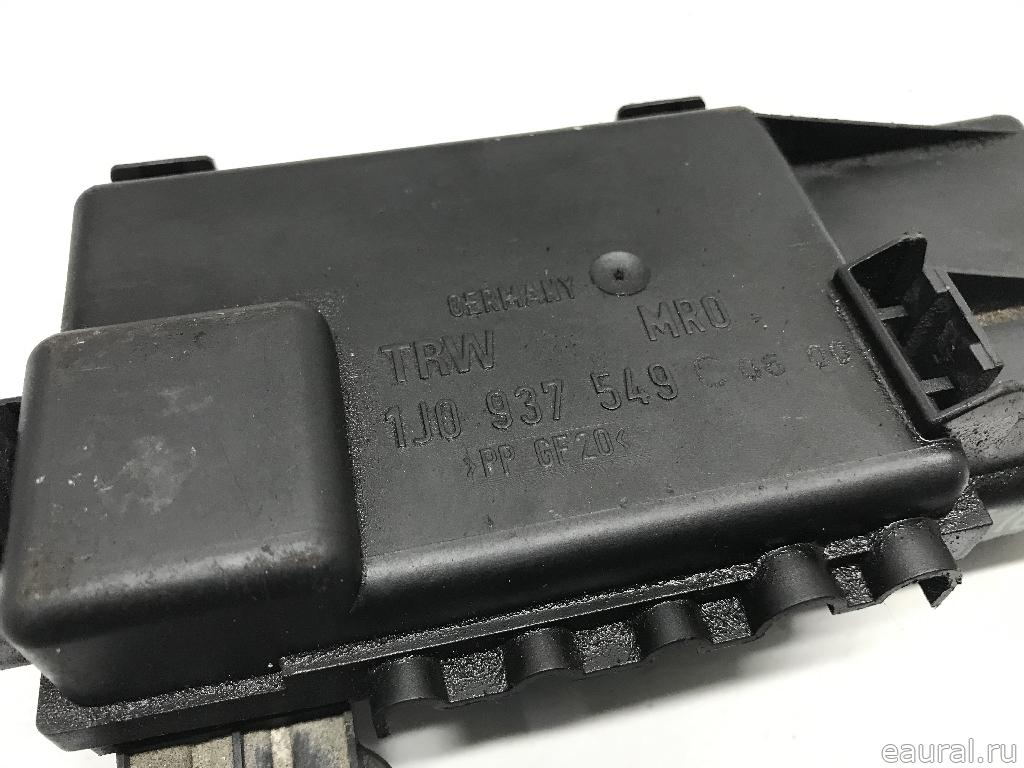 GERMANY
TRW MRO
1J0 937 549 C 06 00
>PP GF20<
eaural.ru